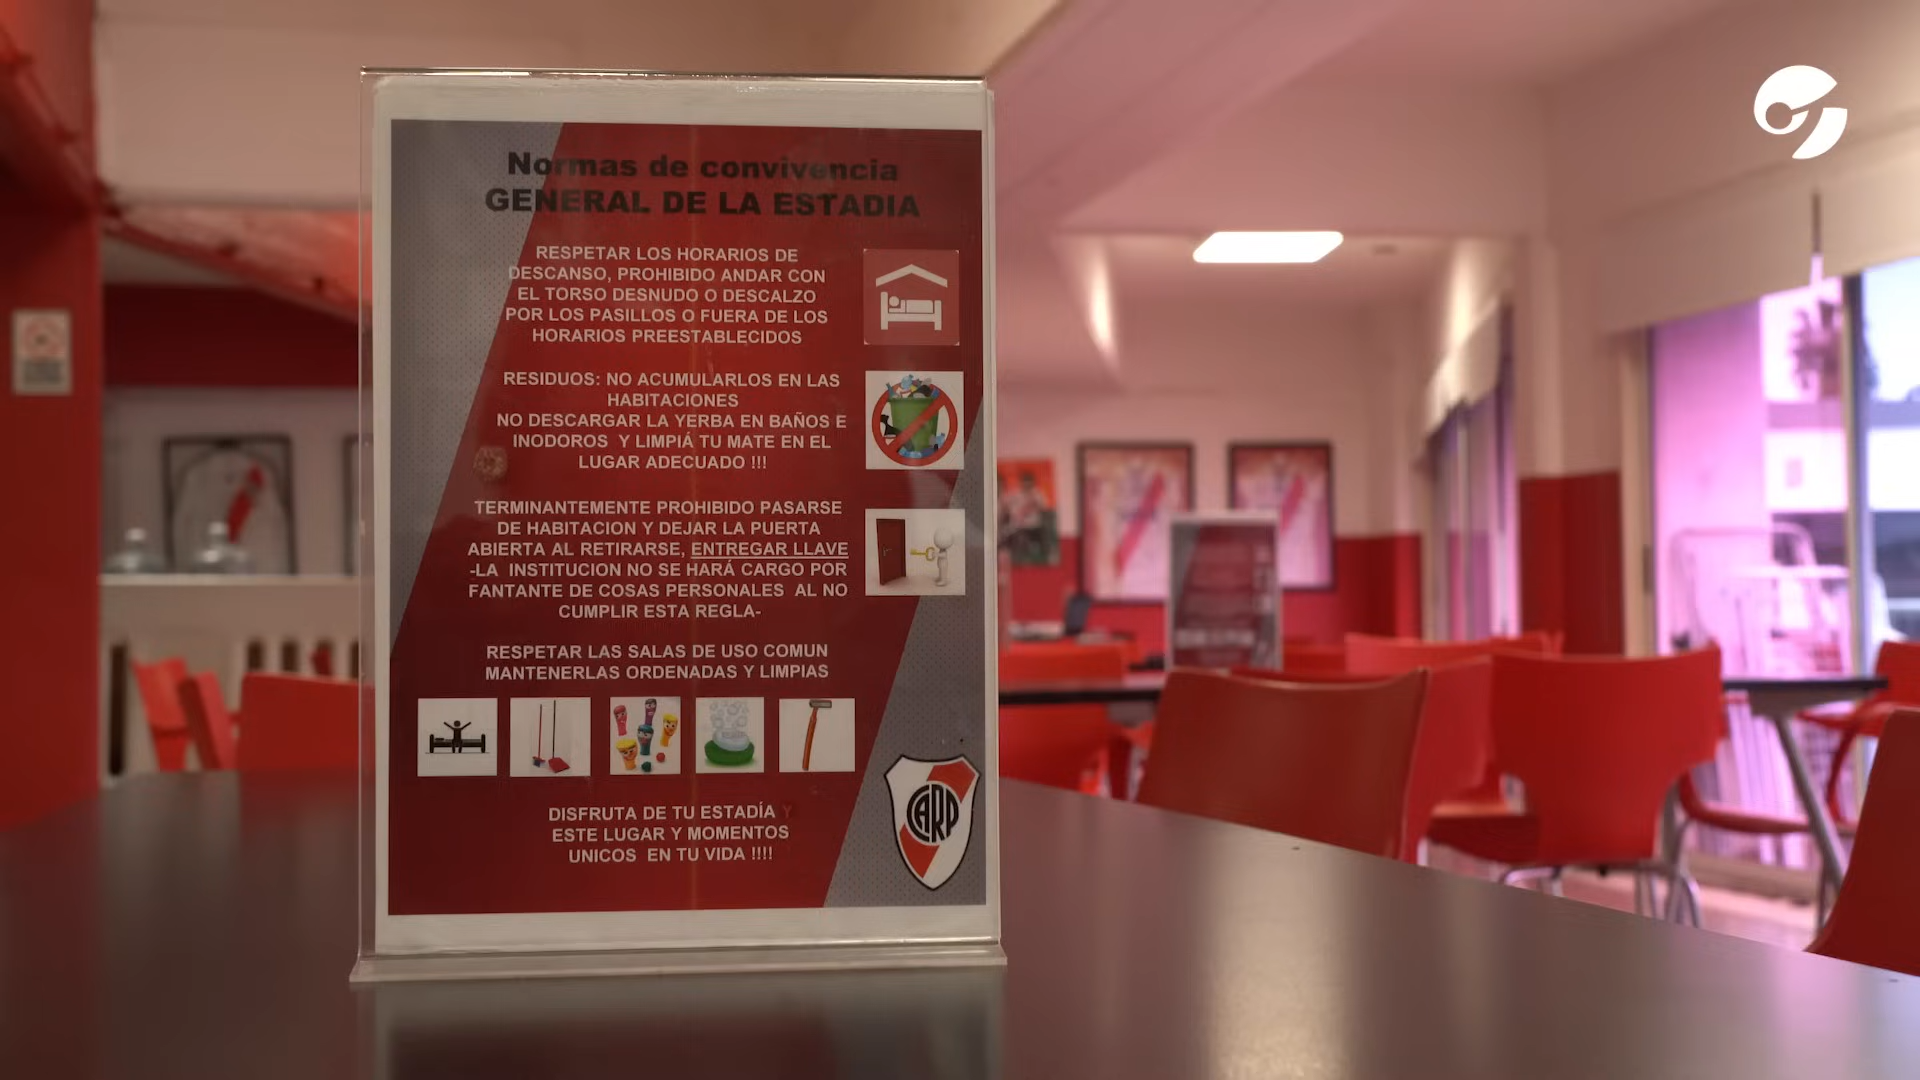 Normas de convivencia
GENERAL DE LA ESTADIA
RESPETAR LOS HORARIOS DE
DESCANSO, PROHIBIDO ANDAR CON
EL TORSO DESNUDO O DESCALZO
POR LOS PASILLOS O FUERA DE LOS
HORARIOS PREESTABLECIDOS
RESIDUOS: NO ACUMULARLOS EN LAS
HABITACIONES
NO DESCARGAR LA YERBA EN BAÑOS E
INODOROS Y LIMPIÁ TU MATE EN EL
LUGAR ADECUADO !!!
TERMINANTEMENTE PROHIBIDO PASARSE
DE HABITACION Y DEJAR LA PUERTA
ABIERTA AL RETIRARSE, ENTREGAR LLAVE
-LA INSTITUCION NO SE HARÁ CARGO POR
FANTANTE DE COSAS PERSONALES AL NO
CUMPLIR ESTA REGLA-
RESPETAR LAS SALAS DE USO COMUN
MANTENERLAS ORDENADAS Y LIMPIAS
DISFRUTA DE TU ESTADÍA Y
ESTE LUGAR Y MOMENTOS
UNICOS EN TU VIDA !!!!
CARP